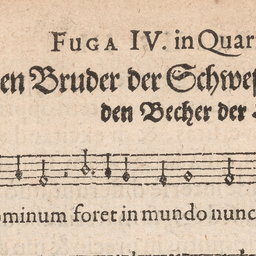 FUGA IV. in Quar
en Bruder der Schwes
den Becher der
ominum foret in mundo nunc